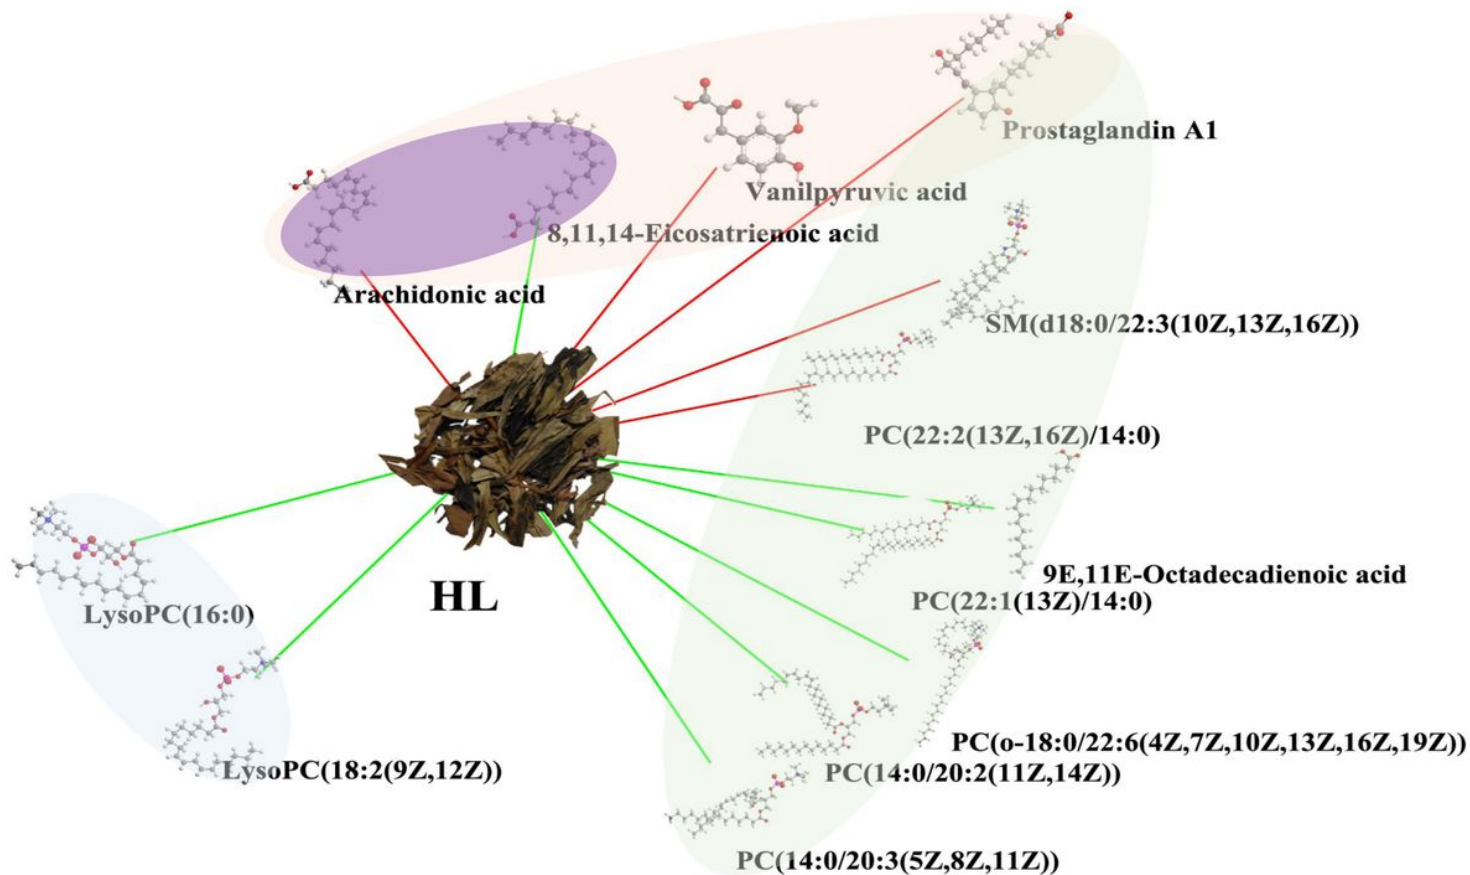 Prostaglandin A1
Vanilpyruvic acid
8,11,14-Eicosatrienoic acid
Arachidonic acid
SM(d18:0/22:3(10Z,13Z,16Z))
PC(22:2(13Z,16Z)/14:0)
9E,11E-Octadecadienoic acid
PC(22:1(13Z)/14:0)
HL
LysoPC(16:0)
PC(o-18:0/22:6(4Z,7Z,10Z,13Z,16Z,19Z))
LysoPC(18:2(9Z,12Z))
PC(14:0/20:2(11Z,14Z))
PC(14:0/20:3(5Z,8Z,11Z))